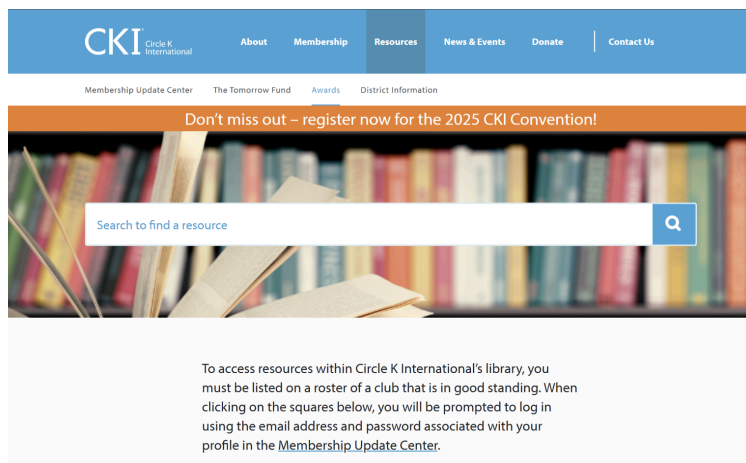 CKI Circle K
International
About Membership Resources News & Events Donate Contact Us
Membership Update Center The Tomorrow Fund Awards District Information
Don't miss out – register now for the 2025 CKI Convention!
Search to find a resource
To access resources within Circle K International's library, you
must be listed on a roster of a club that is in good standing. When
clicking on the squares below, you will be prompted to log in
using the email address and password associated with your
profile in the Membership Update Center.